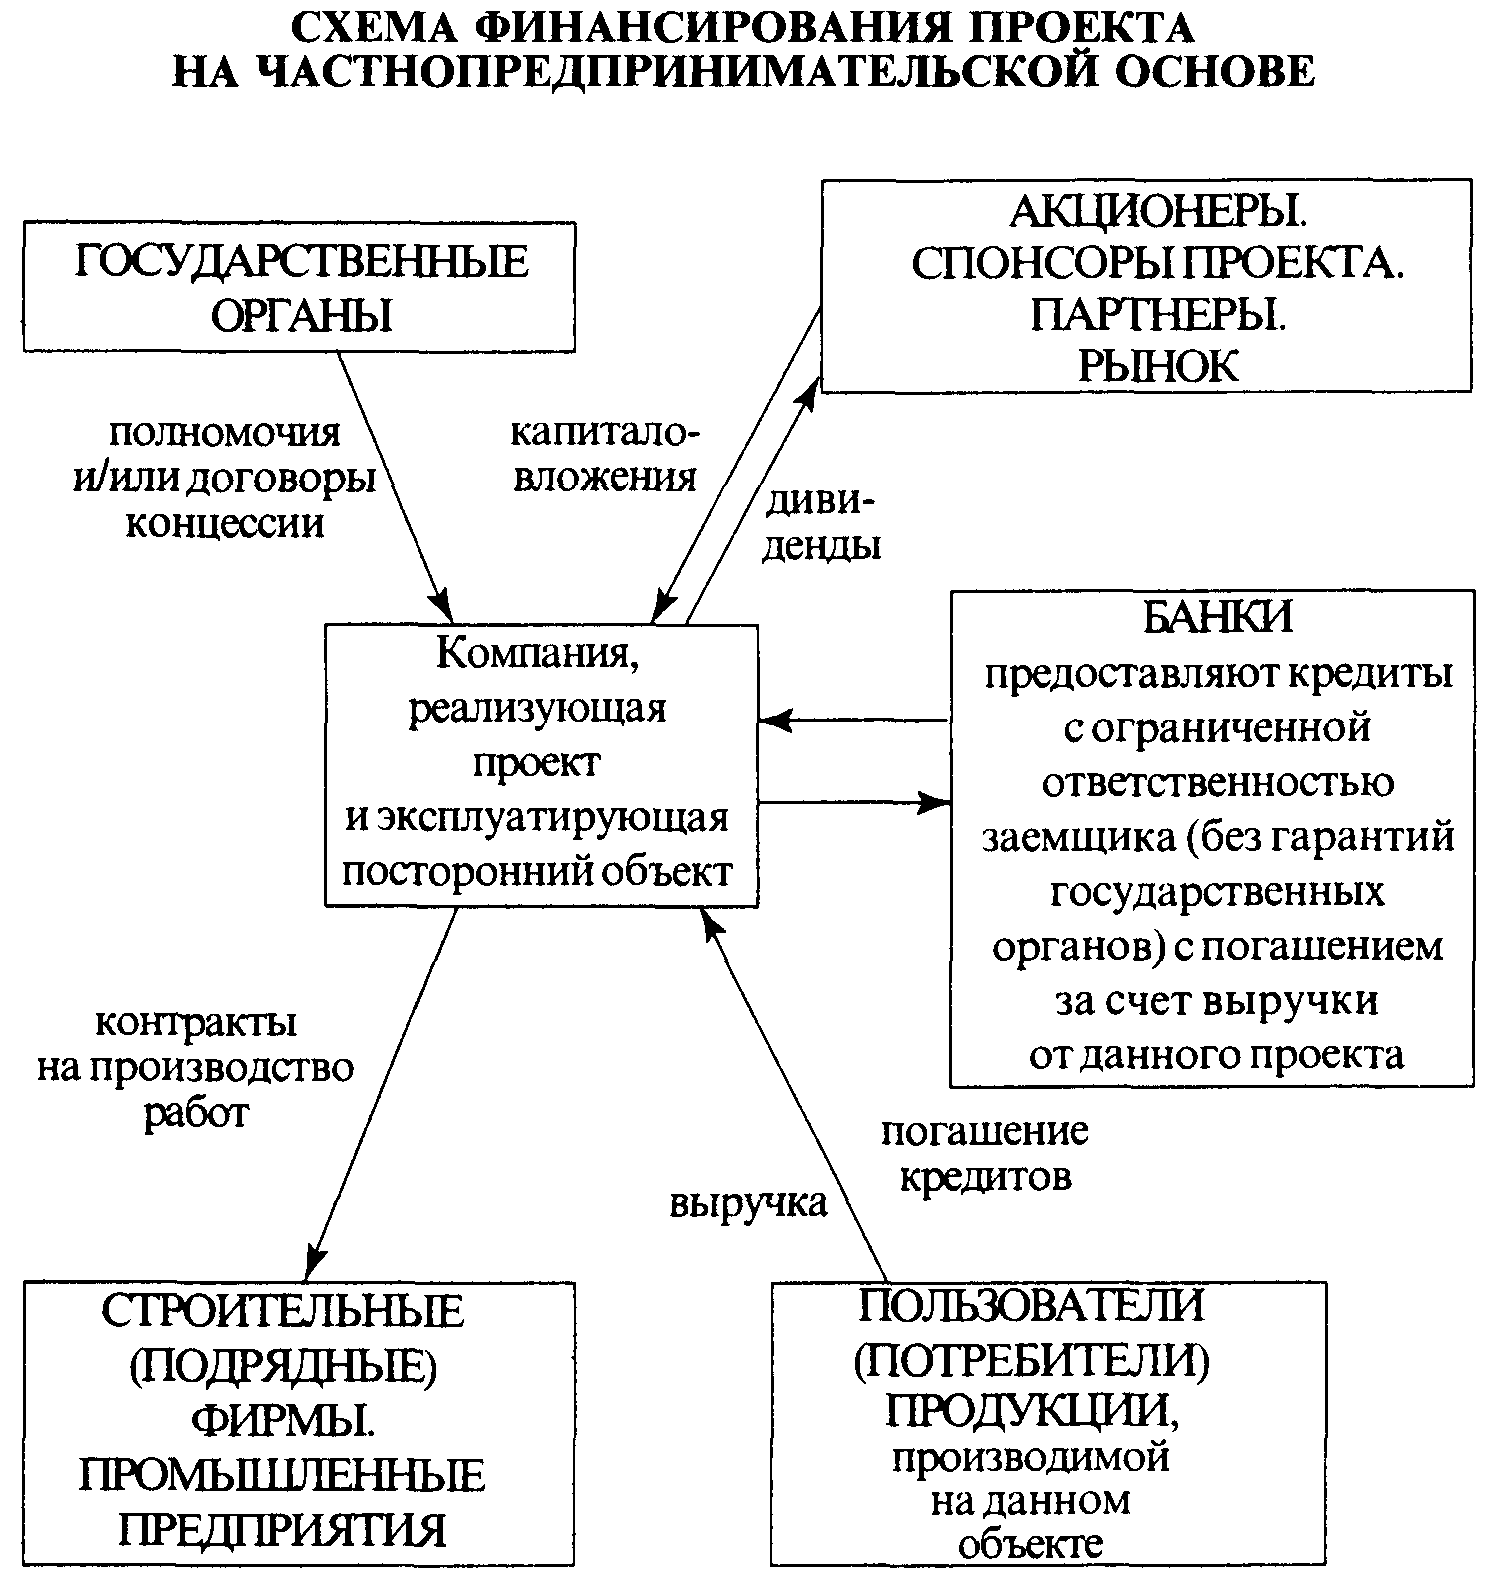 СХЕМА ФИНАНСИРОВАНИЯ ПРОЕКТА
НА ЧАСТНОПРЕДПРИНИМАТЕЛЬСКОЙ ОСНОВЕ
ГОСУДАРСТВЕННЫЕ
ОРГАНЫ
АКЦИОНЕРЫ.
СПОНСОРЫ ПРОЕКТА.
ПАРТНЕРЫ.
РЫНОК
полномочия
и/или договоры
концессии
капитало-
вложения
диви-
денды
Компания,
реализующая
проект
и эксплуатирующая
посторонний объект
БАНКИ
предоставляют кредиты
с ограниченной
ответственностью
заемщика (без гарантий
государственных
органов) с погашением
за счет выручки
от данного проекта
контракты
на производство
работ
выручка
погашение
кредитов
СТРОИТЕЛЬНЫЕ
(ПОДРЯДНЫЕ)
ФИРМЫ.
ПРОМЫШЛЕННЫЕ
ПРЕДПРИЯТИЯ
ПОЛЬЗОВАТЕЛИ
(ПОТРЕБИТЕЛИ)
ПРОДУКЦИИ,
производимой
на данном
объекте